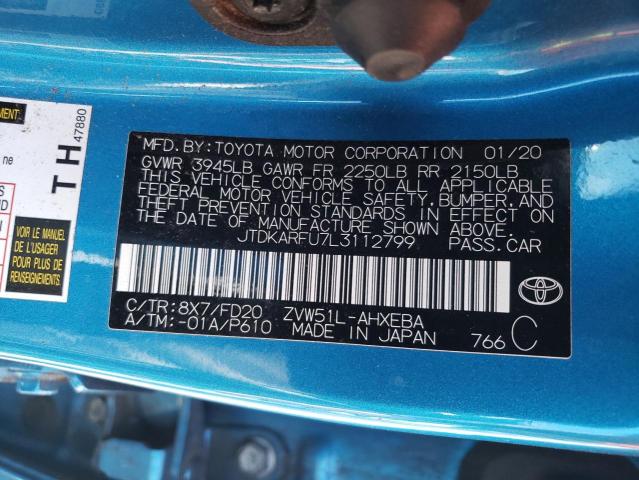 MFD.BY:TOYOTA MOTOR CORPORATION 01/20
GVWR 3945LB GAWR FR 2250LB RR 2150LB
THIS VEHICLE CONFORMS TO ALL APPLICABLE
FEDERAL MOTOR VEHICLE SAFETY,BUMPER,AND
THEFT PREVENTION STANDARDS IN EFFECT ON
THE DATE OF MANUFACTURE SHOWN ABOVE.
JTDKARFU7L3112799 PASS.CAR
C/TR:8X7/FD20 ZVW51L-AHXEBA
A/TM:-01A/P610 MADE IN JAPAN 766 C
TH
47880
ne
VOIR LE MANUEL
DE L'USAGER
POUR PLUS DE
RENSEIGNEMENTS.